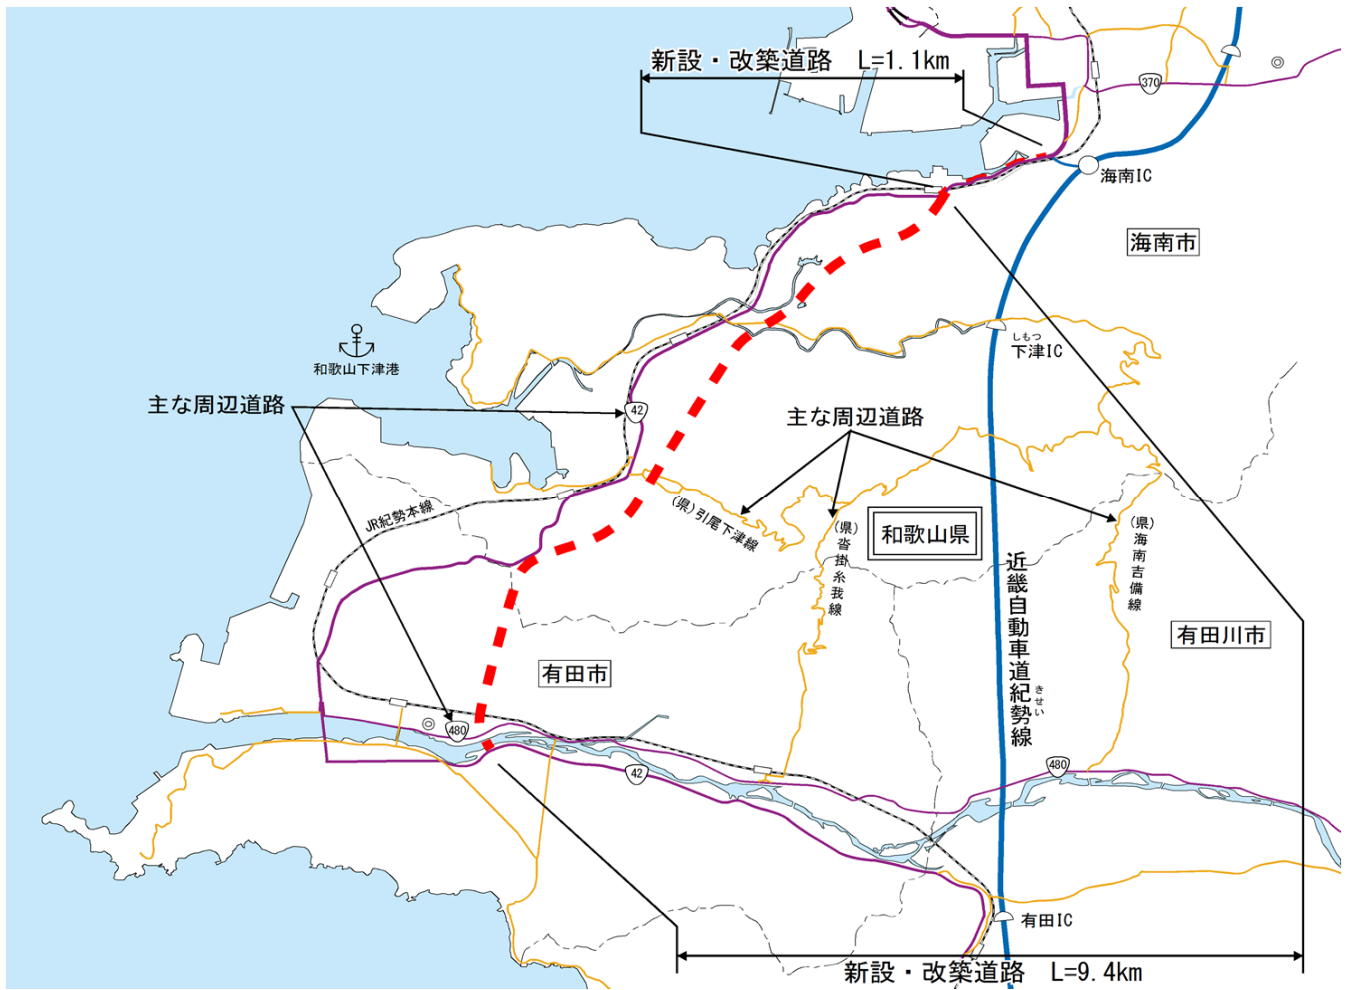 新設・改築道路 L=1.1km
370
海南IC
海南市
しもつ
下津IC
和歌山下津港
主な周辺道路
42
主な周辺道路
JR紀勢本線
(県)引尾下津線
(県)沓掛糸我線
和歌山県
(県)海南吉備線
近畿自動車道紀勢線
きせい
有田川市
有田市
480
42
480
有田IC
新設・改築道路 L=9.4km